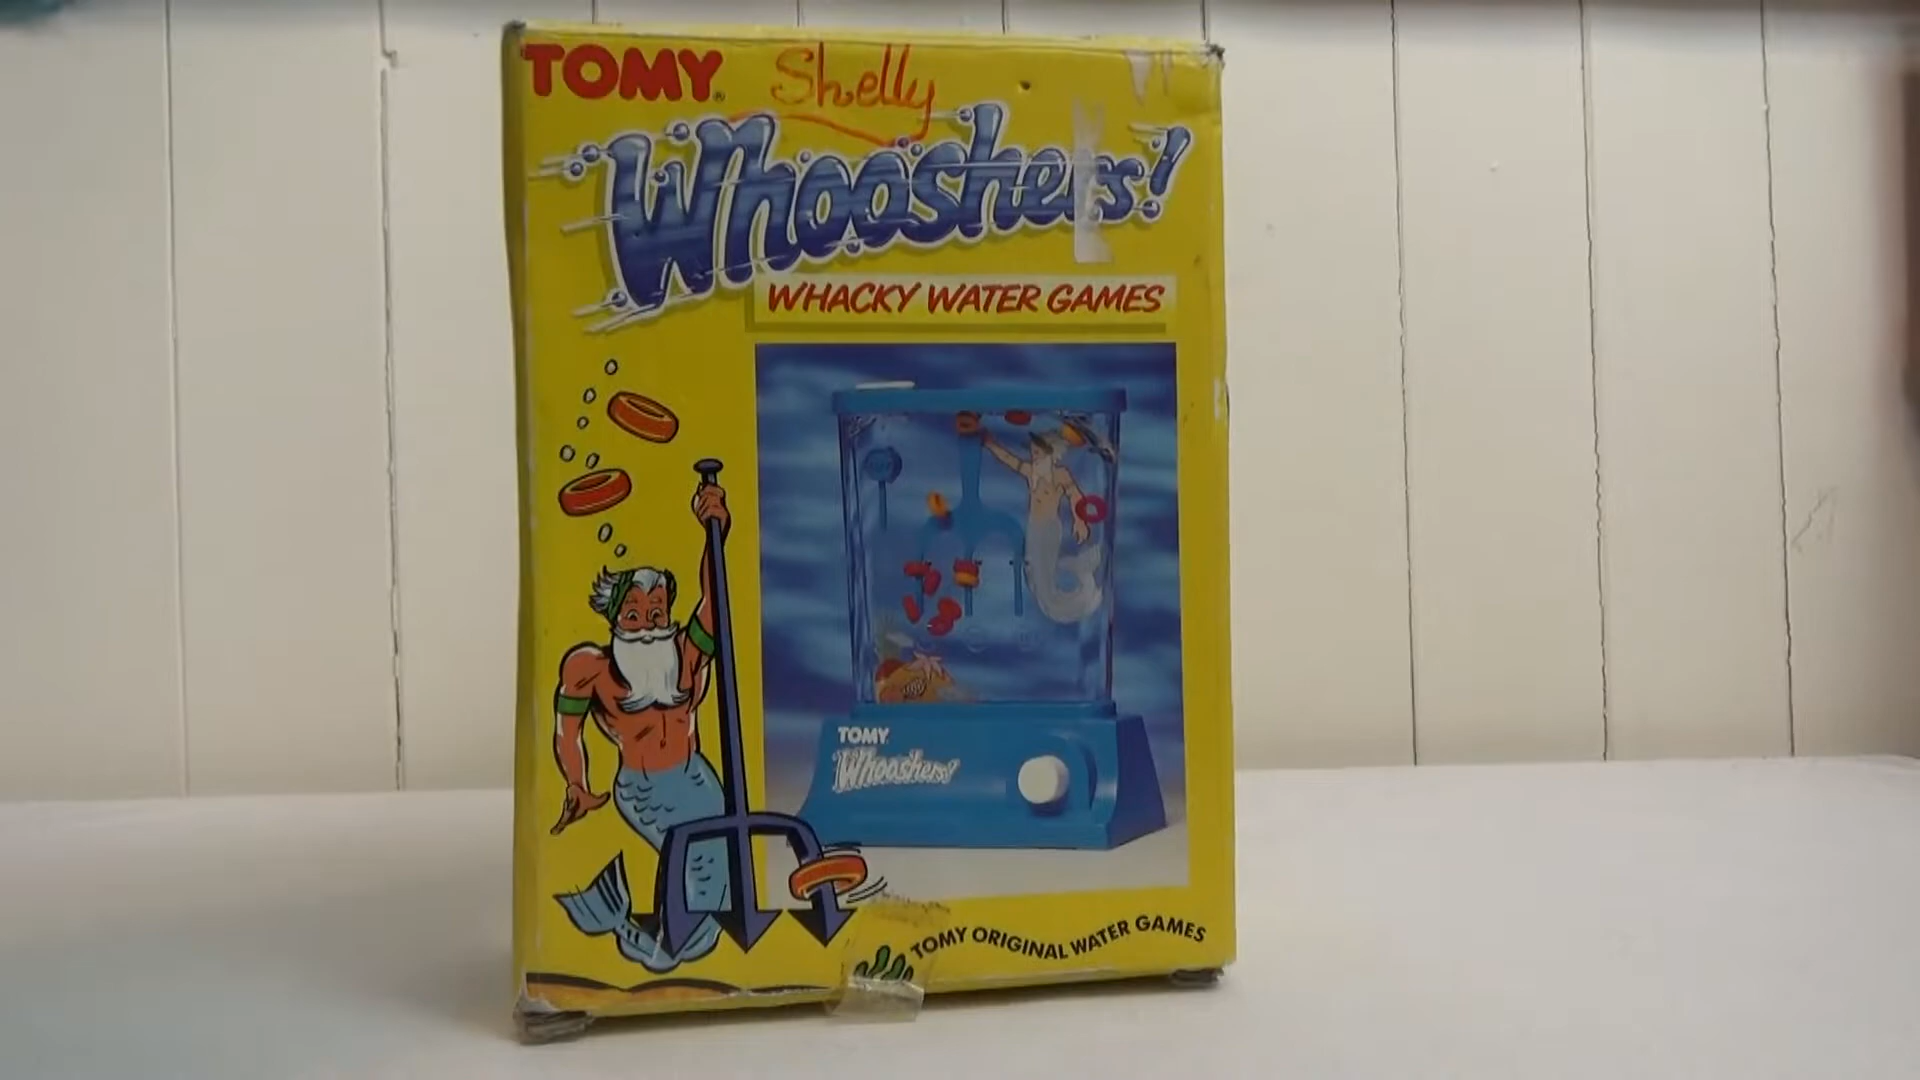 TOMY® Shelly
Whooshers!
WHACKY WATER GAMES
TOMY
Whooshers!
TOMY ORIGINAL WATER GAMES